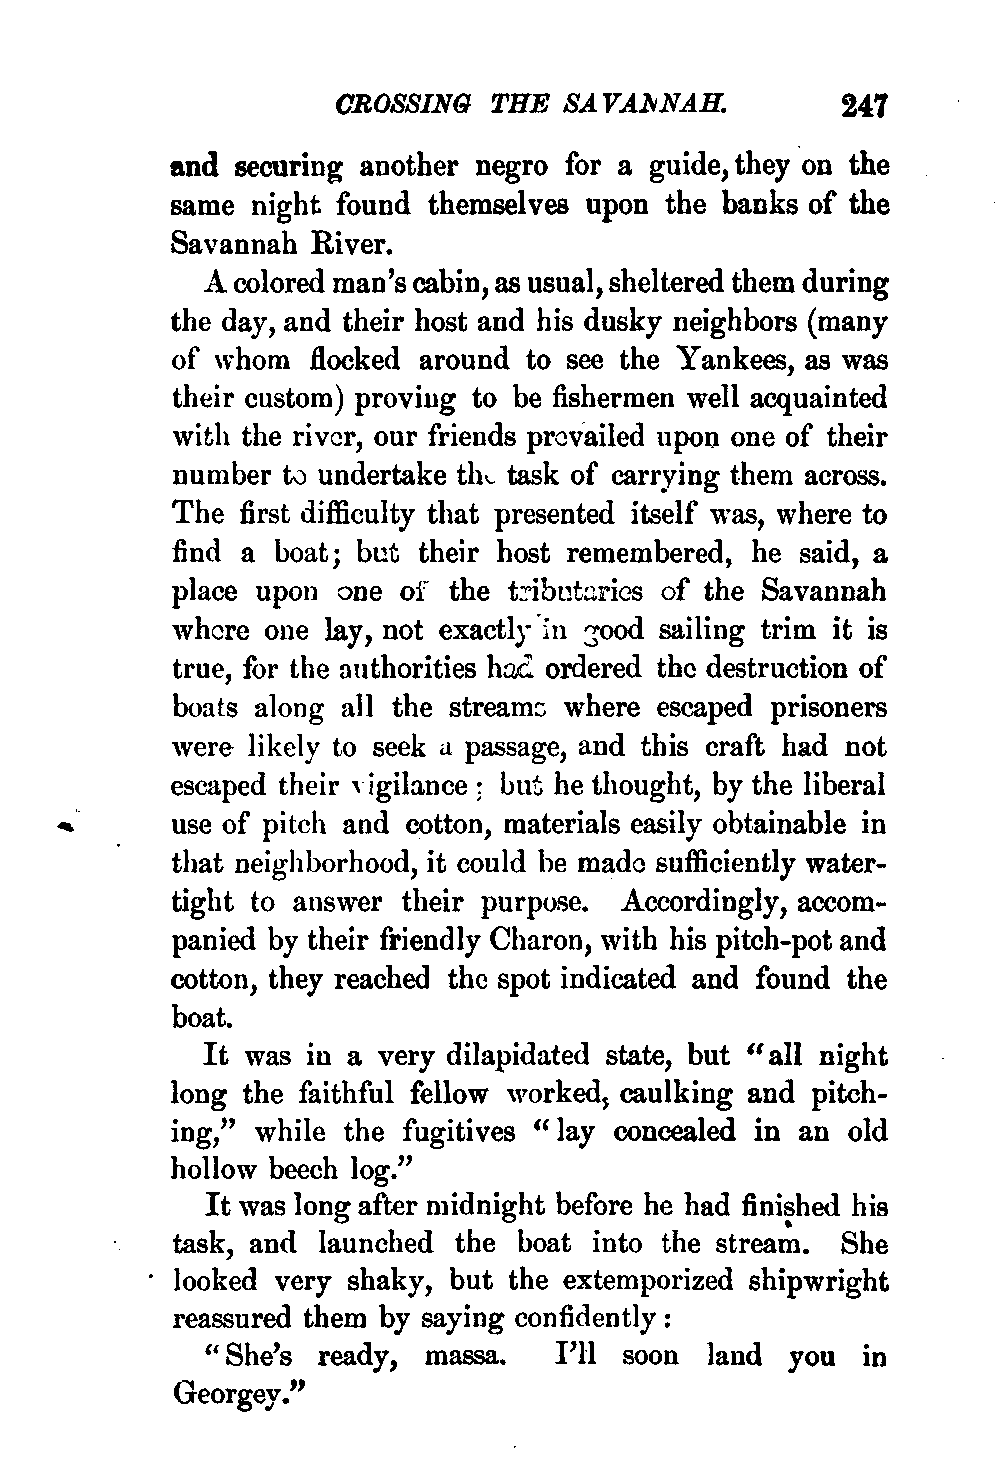 CROSSING THE SAVANNAH. 247
and securing another negro for a guide, they on the
same night found themselves upon the banks of the
Savannah River.
A colored man's cabin, as usual, sheltered them during
the day, and their host and his dusky neighbors (many
of whom flocked around to see the Yankees, as was
their custom) proving to be fishermen well acquainted
with the river, our friends prevailed upon one of their
number to undertake the task of carrying them across.
The first difficulty that presented itself was, where to
find a boat; but their host remembered, he said, a
place upon one of the tributaries of the Savannah
where one lay, not exactly in good sailing trim it is
true, for the authorities had ordered the destruction of
boats along all the streams where escaped prisoners
were likely to seek a passage, and this craft had not
escaped their vigilance; but he thought, by the liberal
use of pitch and cotton, materials easily obtainable in
that neighborhood, it could be made sufficiently water-
tight to answer their purpose. Accordingly, accom-
panied by their friendly Charon, with his pitch-pot and
cotton, they reached the spot indicated and found the
boat.
It was in a very dilapidated state, but "all night
long the faithful fellow worked, caulking and pitch-
ing," while the fugitives "lay concealed in an old
hollow beech log."
It was long after midnight before he had finished his
task, and launched the boat into the stream. She
looked very shaky, but the extemporized shipwright
reassured them by saying confidently:
"She's ready, massa. I'll soon land you in
Georgey."